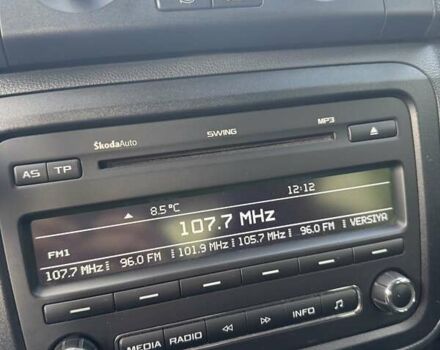 ŠkodaAuto SWING MP3
AS TP
8.5°C 12:12
107.7 MHz
FM1
107.7 MHz 96.0 FM 101.9 MHz 105.7 MHz 96.0 FM VERSIYA
MEDIA RADIO INFO